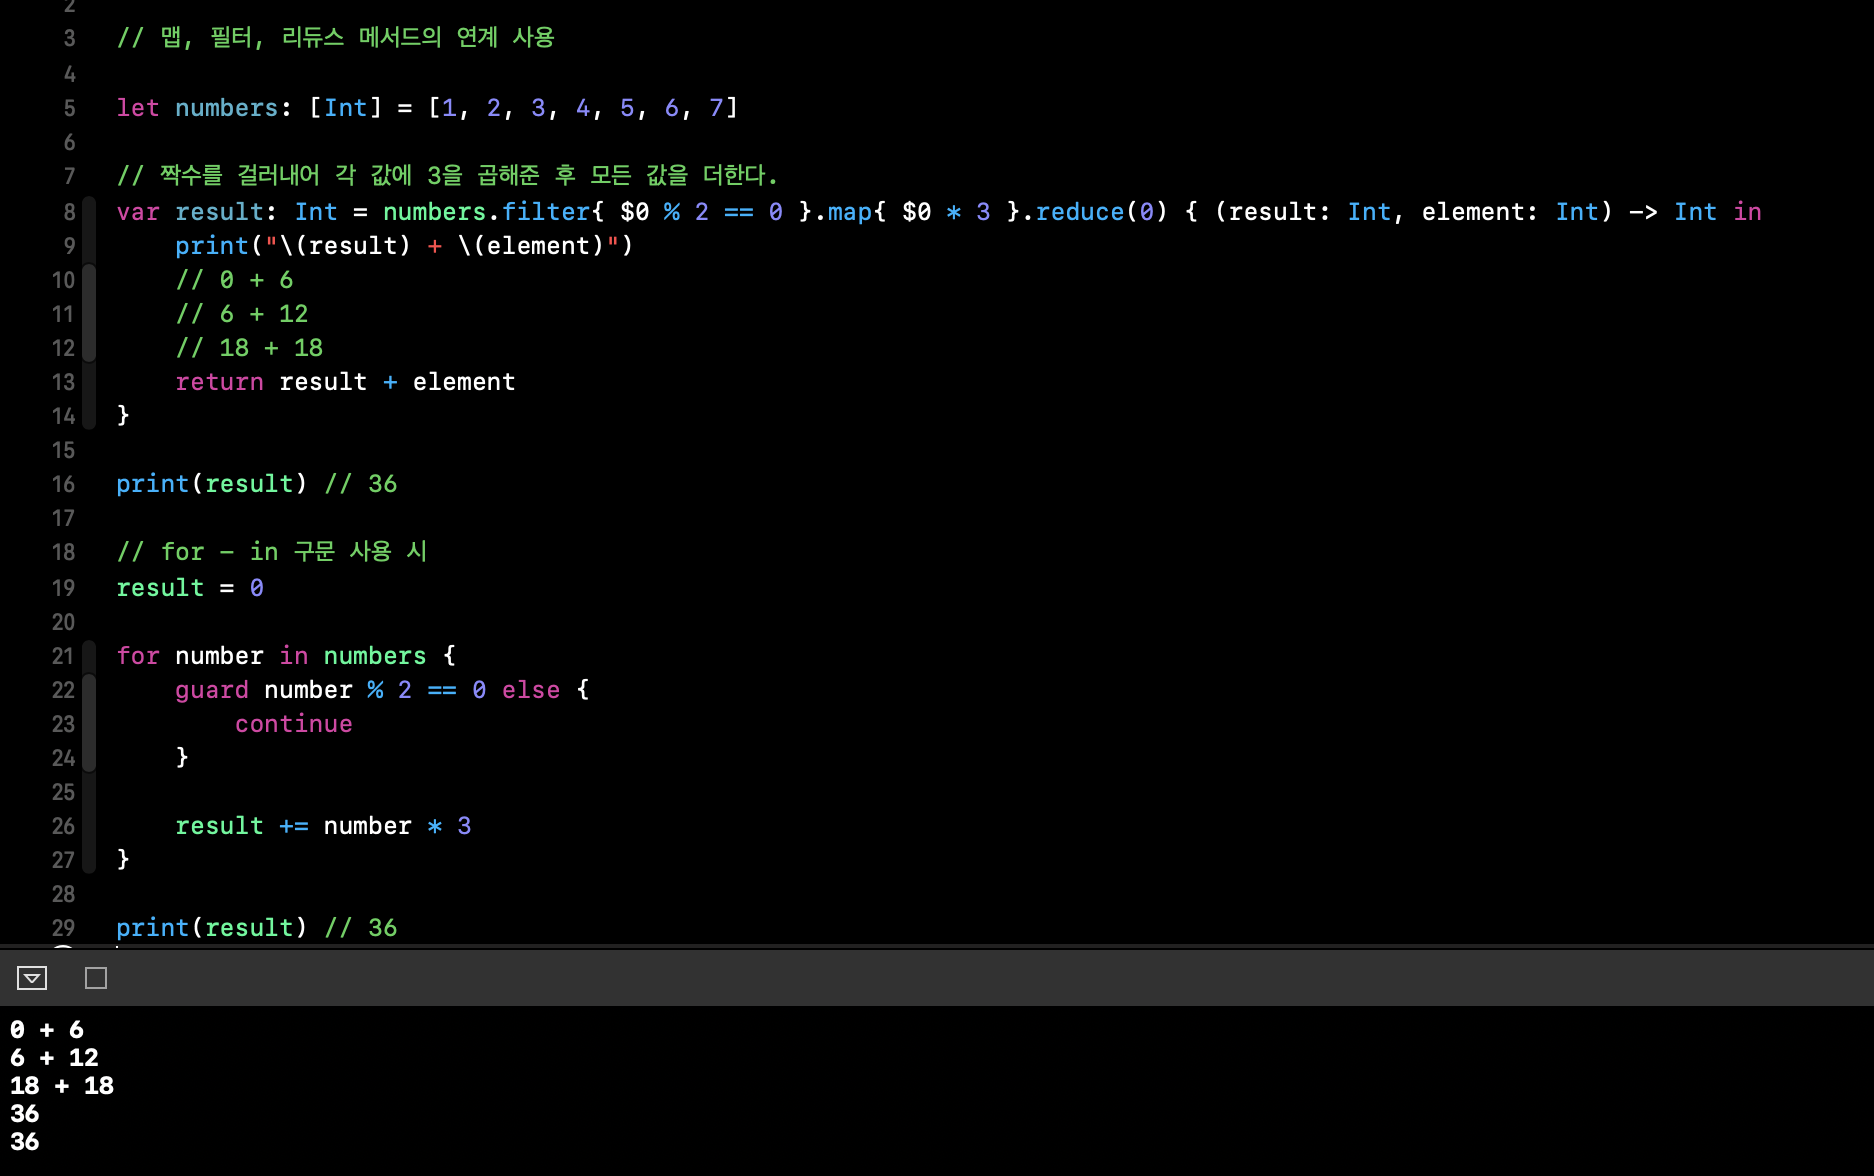 2
3 // 맵, 필터, 리듀스 메서드의 연계 사용
4
5 let numbers: [Int] = [1, 2, 3, 4, 5, 6, 7]
6
7 // 짝수를 걸러내어 각 값에 3을 곱해준 후 모든 값을 더한다.
8 var result: Int = numbers.filter{ $0 % 2 == 0 }.map{ $0 * 3 }.reduce(0) { (result: Int, element: Int) -> Int in
9     print("\(result) + \(element)")
10     // 0 + 6
11     // 6 + 12
12     // 18 + 18
13     return result + element
14 }
15
16 print(result) // 36
17
18 // for - in 구문 사용 시
19 result = 0
20
21 for number in numbers {
22     guard number % 2 == 0 else {
23         continue
24     }
25
26     result += number * 3
27 }
28
29 print(result) // 36
0 + 6
6 + 12
18 + 18
36
36